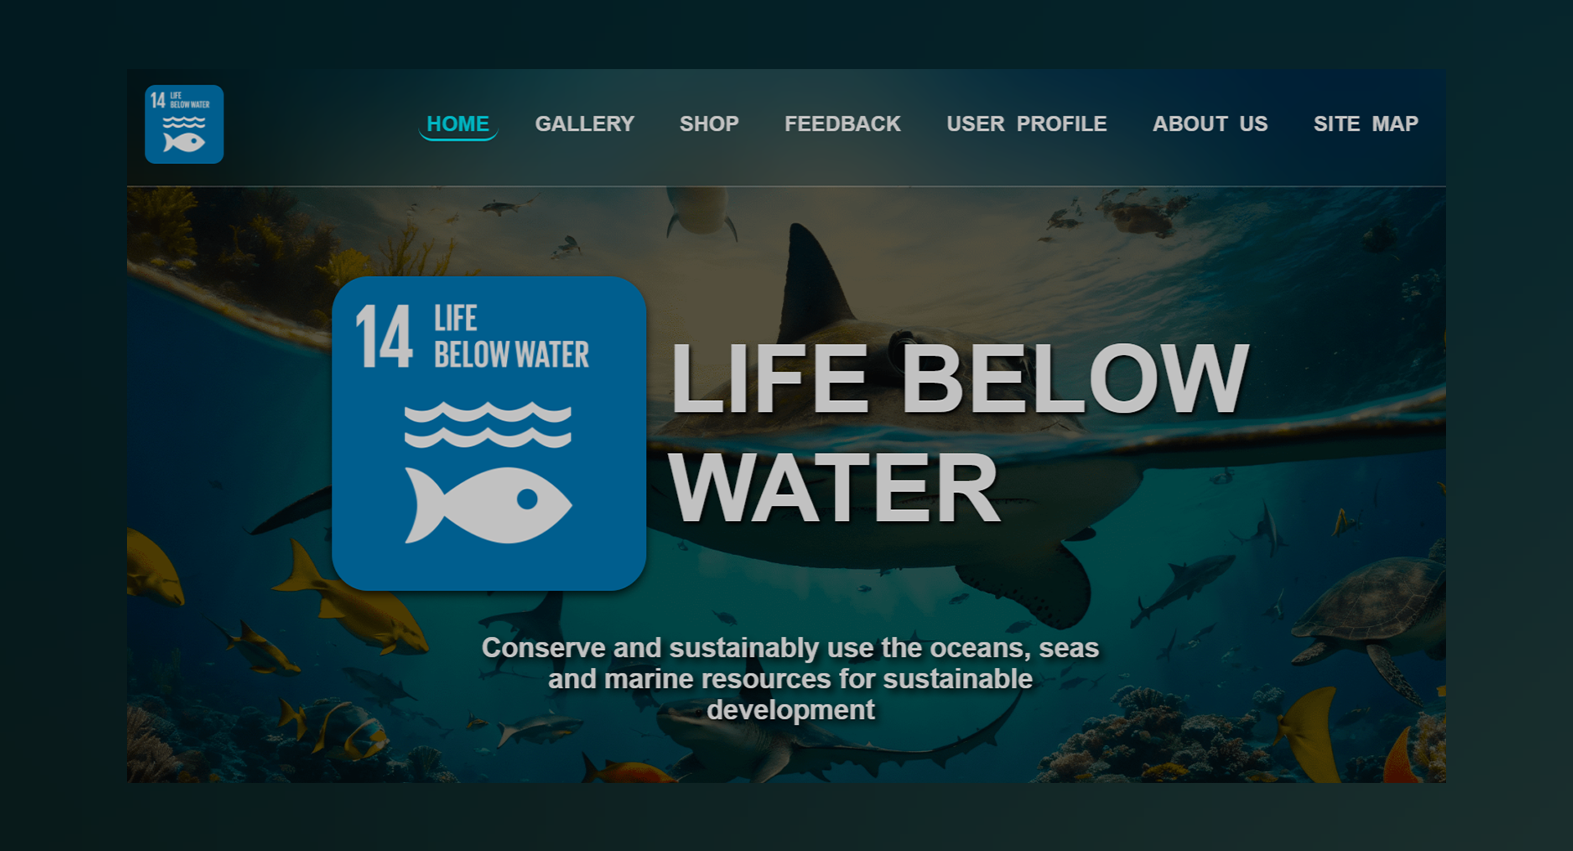 14 LIFE
BELOW WATER
HOME GALLERY SHOP FEEDBACK USER PROFILE ABOUT US SITE MAP
14 LIFE
BELOW WATER
LIFE BELOW
WATER
Conserve and sustainably use the oceans, seas
and marine resources for sustainable
development